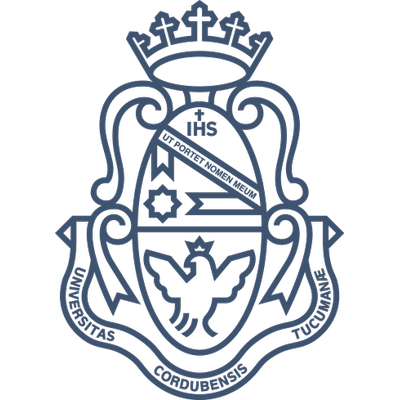 IHS
UT PORTET NOMEN MEUM
UNIVERSITAS
CORDUBENSIS
TUCUMANÆ